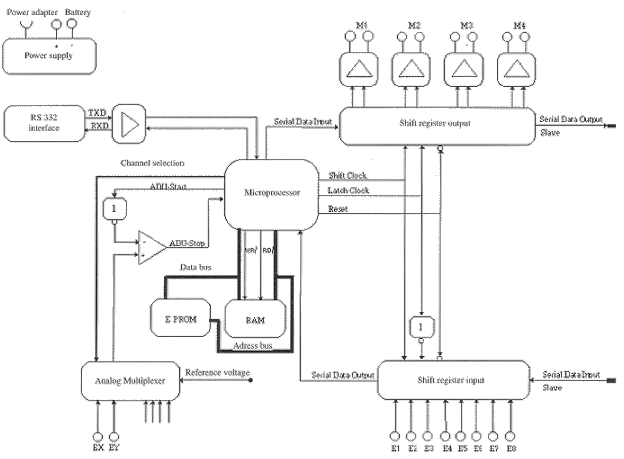 Power adapter Battery
+ -
Power supply
M1 M2 M3 M4
RS 332
interface
TXD
RXD
Serial Data Input
Shift register output
Serial Data Output
Slave
Channel selection
ADU-Start
Microprocessor
Shift Clock
Latch Clock
Reset
1
-
+
ADU-Stop
WR/ RD/
Data bus
E PROM
RAM
Adress bus
1
Analog Multiplexer
Reference voltage
Serial Data Output
Shift register input
Serial Data Input
Slave
EX EY
E1 E2 E3 E4 E5 E6 E7 E8